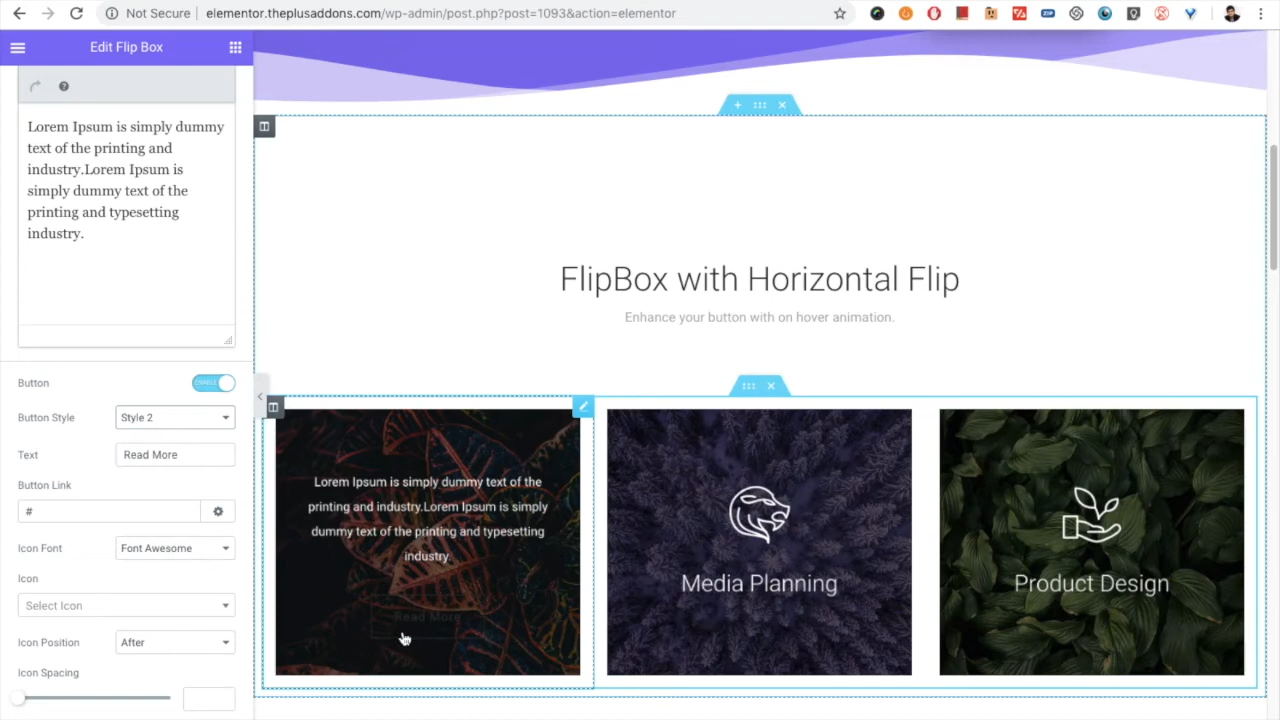 Not Secure
elementor.theplusaddons.com/wp-admin/post.php?post=1093&action=elementor
Edit Flip Box
Lorem Ipsum is simply dummy
text of the printing and
industry.Lorem Ipsum is
simply dummy text of the
printing and typesetting
industry.
Button
ENABLE
Button Style
Style 2
Text
Read More
Button Link
#
Icon Font
Font Awesome
Icon
Select Icon
Icon Position
After
Icon Spacing
FlipBox with Horizontal Flip
Enhance your button with on hover animation.
Lorem Ipsum is simply dummy text of the
printing and industry.Lorem Ipsum is simply
dummy text of the printing and typesetting
industry.
Read More
Media Planning
Product Design